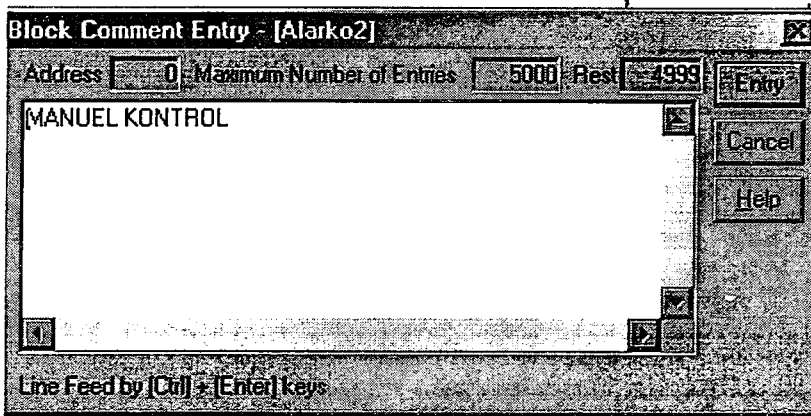 Block Comment Entry - [Alarko2]
Address 0 Maximum Number of Entries 5000 Rest 4999 Entry
MANUEL KONTROL
Cancel
Help
Line Feed by [Ctrl] + [Enter] keys